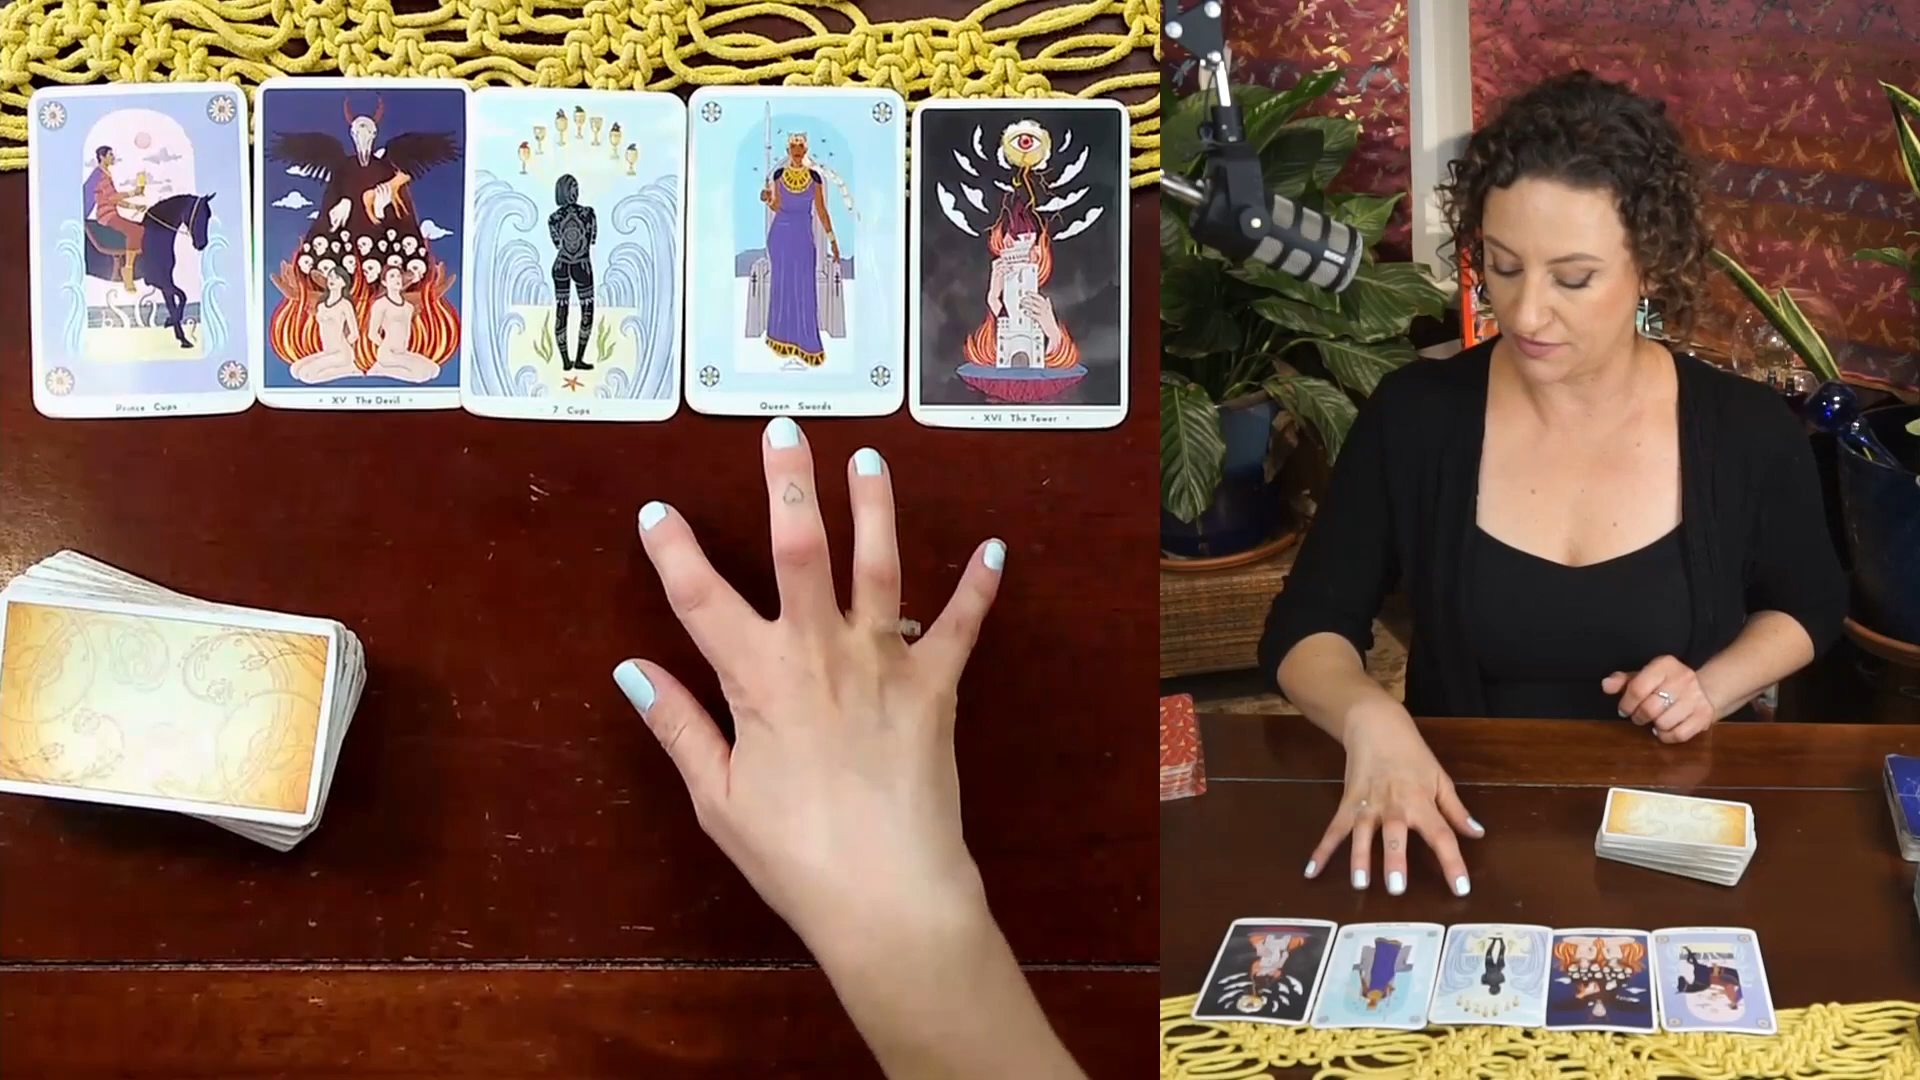 Prince Cups
XV The Devil
7 Cups
Queen Swords
XVI The Tower